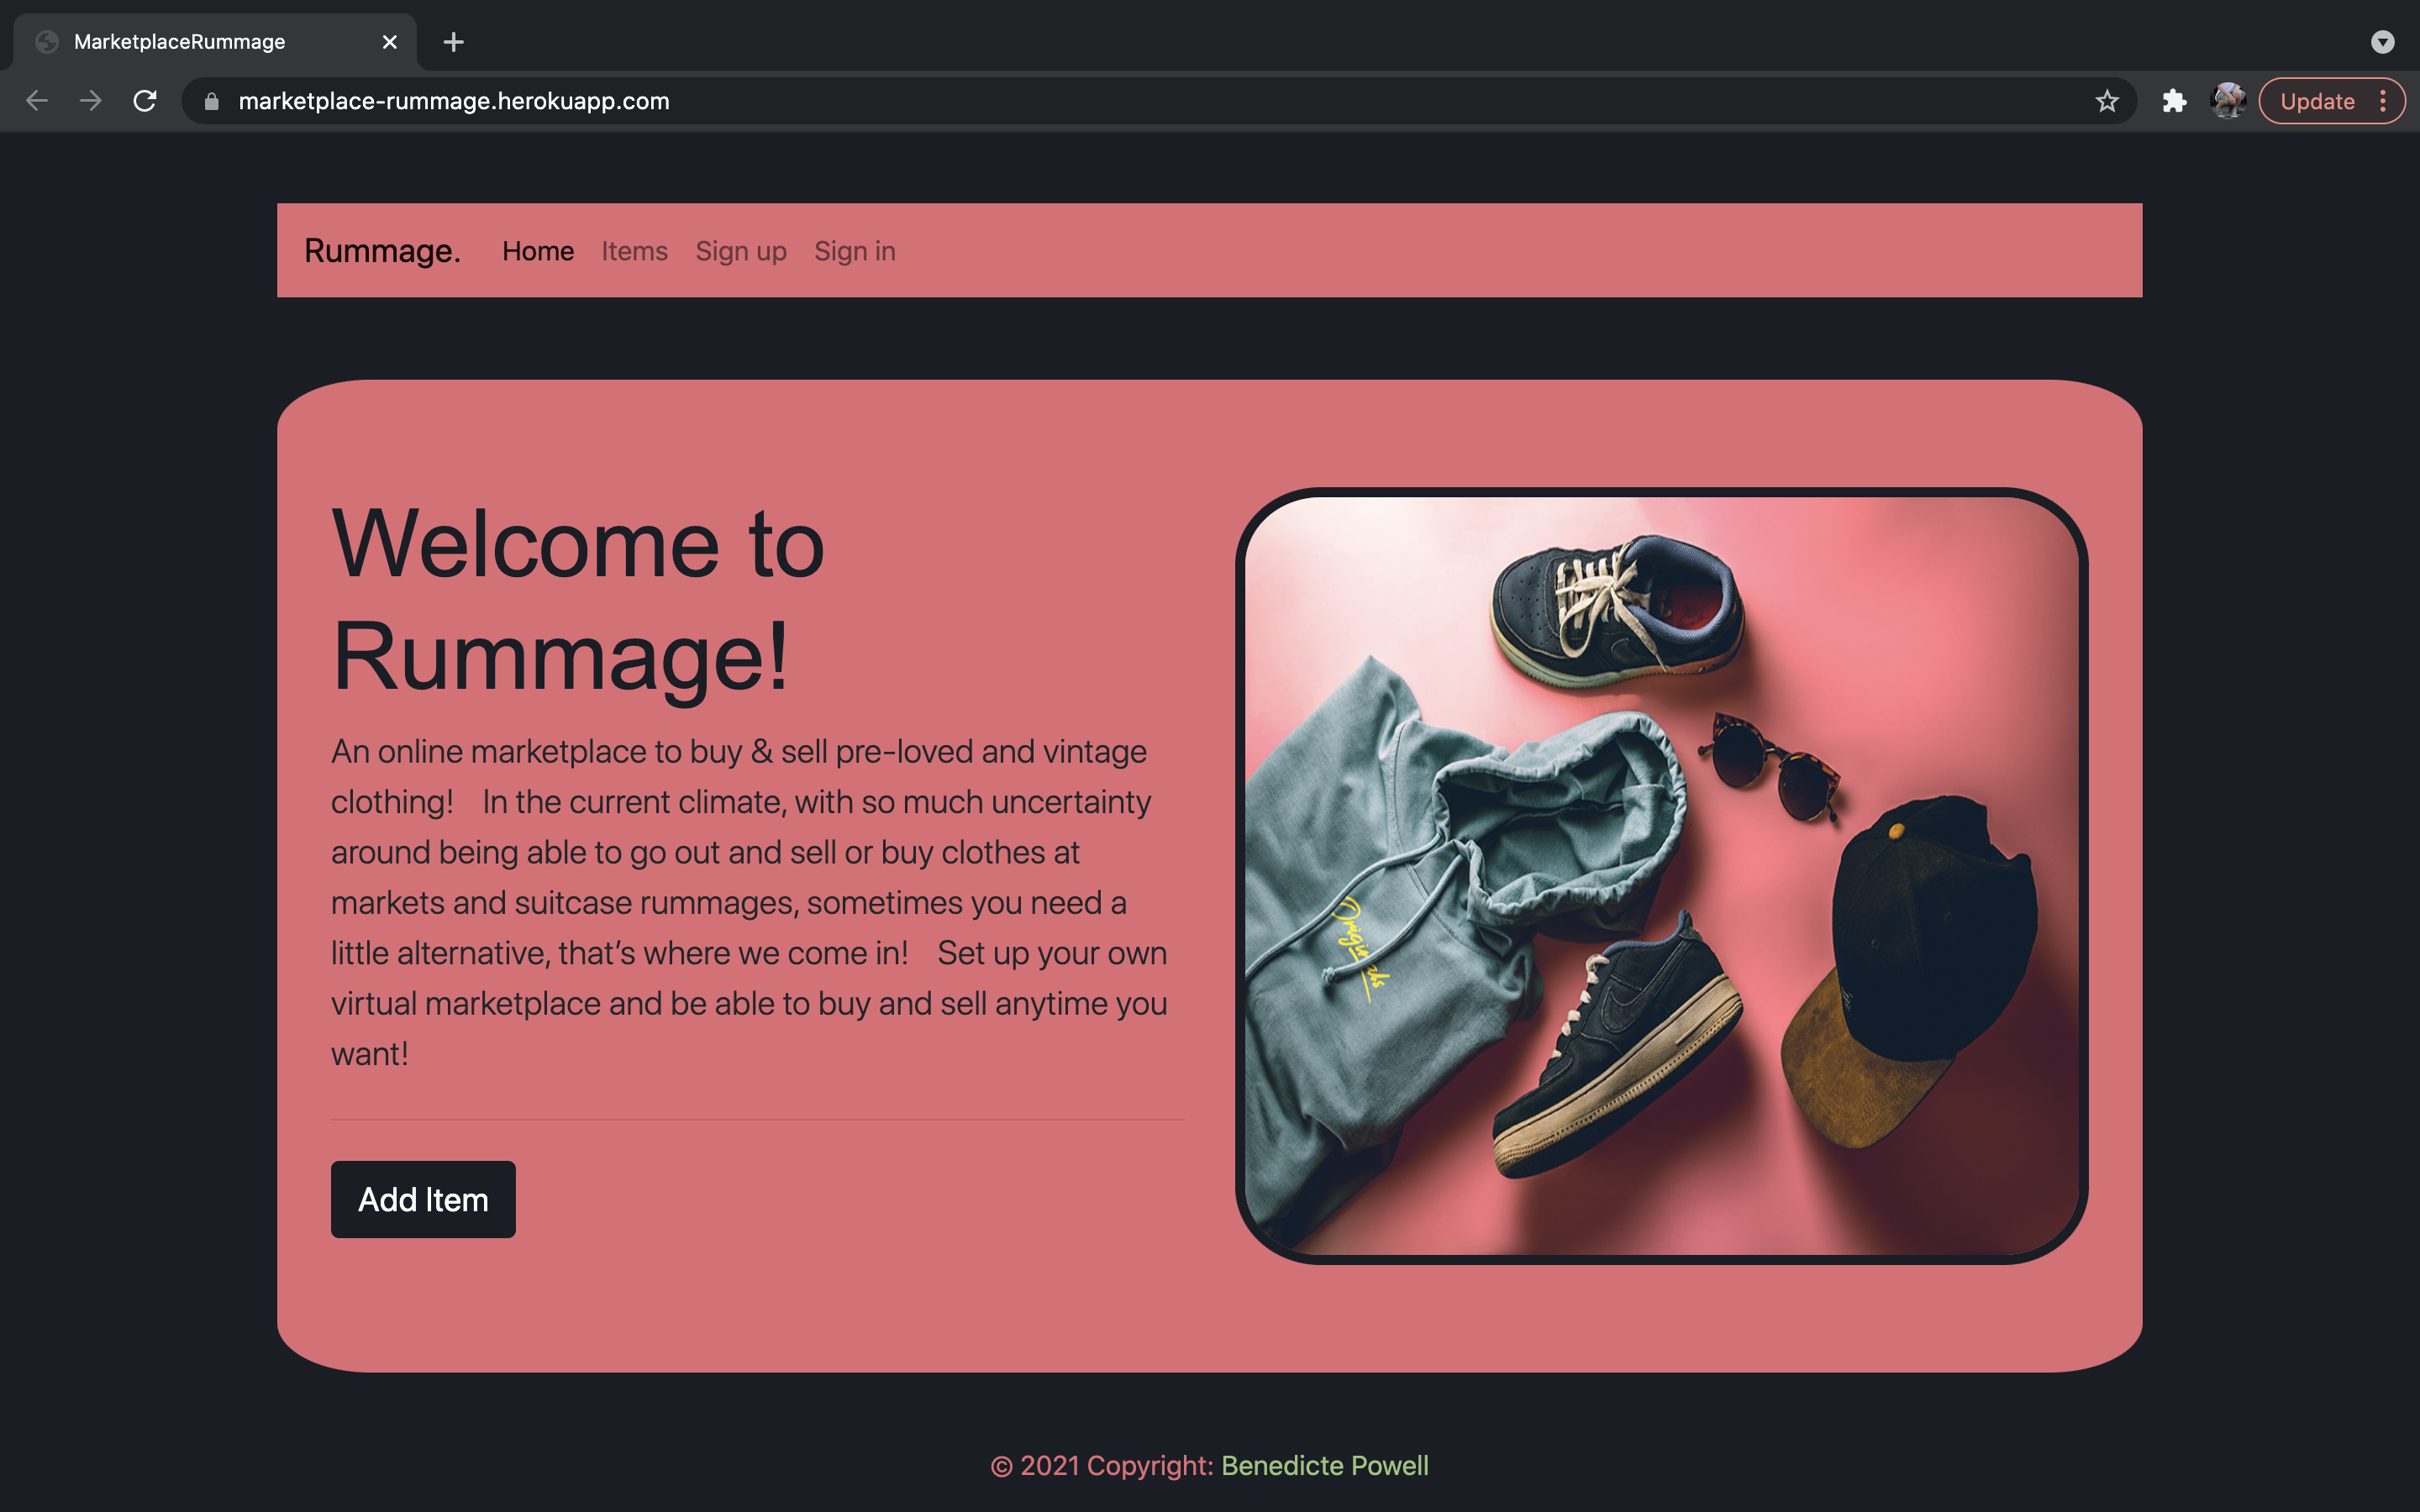 MarketplaceRummage
marketplace-rummage.herokuapp.com
Update
Rummage. Home Items Sign up Sign in
Welcome to
Rummage!
An online marketplace to buy & sell pre-loved and vintage
clothing! In the current climate, with so much uncertainty
around being able to go out and sell or buy clothes at
markets and suitcase rummages, sometimes you need a
little alternative, that’s where we come in! Set up your own
virtual marketplace and be able to buy and sell anytime you
want!
Originals
Add Item
© 2021 Copyright: Benedicte Powell